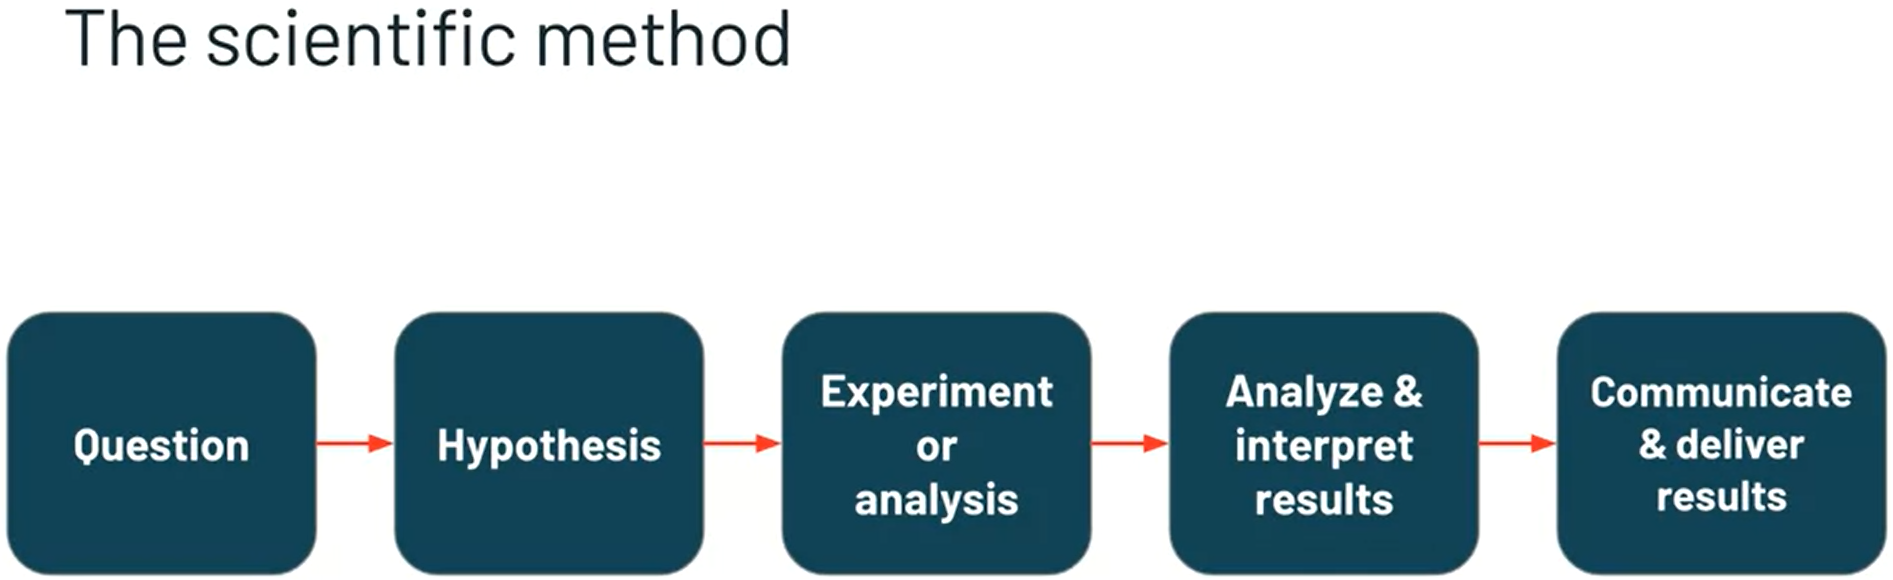 The scientific method
Question
Hypothesis
Experiment
or
analysis
Analyze &
interpret
results
Communicate
& deliver
results